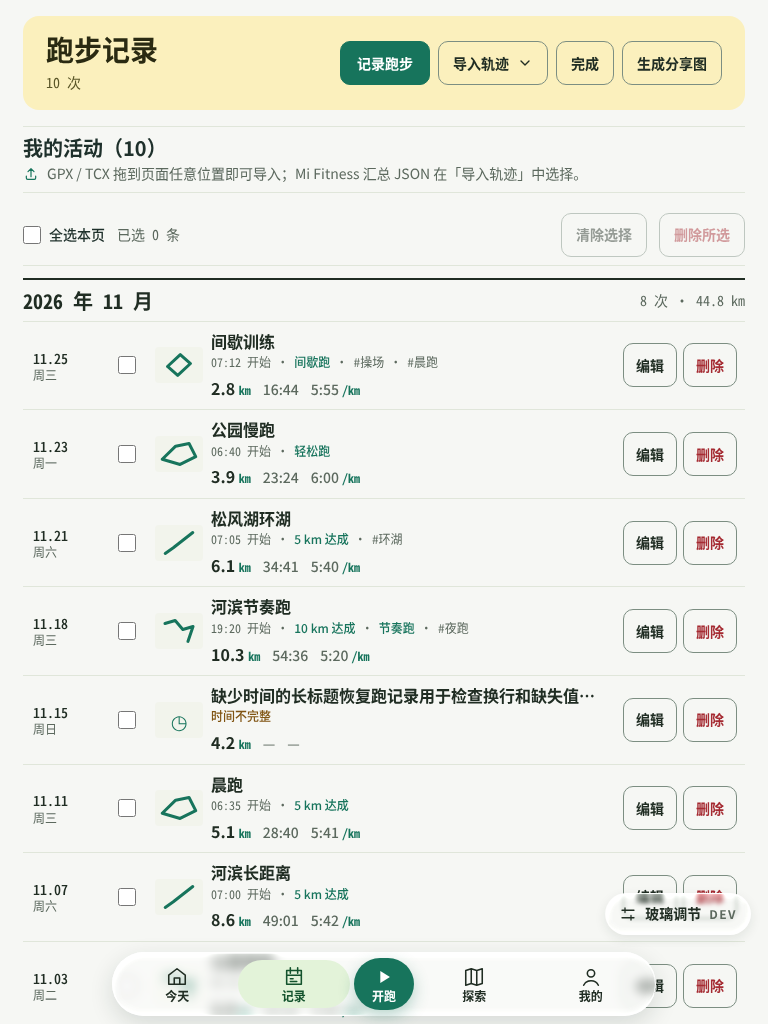 跑步记录
10 次
记录跑步
导入轨迹
完成
生成分享图
我的活动（10）
GPX / TCX 拖到页面任意位置即可导入；Mi Fitness 汇总 JSON 在「导入轨迹」中选择。
全选本页 已选 0 条
清除选择
删除所选
2026 年 11 月
8 次 · 44.8 km
11.25
周三
间歇训练
07:12 开始 · 间歇跑 · #操场 · #晨跑
2.8 km 16:44 5:55 /km
编辑
删除
11.23
周一
公园慢跑
06:40 开始 · 轻松跑
3.9 km 23:24 6:00 /km
编辑
删除
11.21
周六
松风湖环湖
07:05 开始 · 5 km 达成 · #环湖
6.1 km 34:41 5:40 /km
编辑
删除
11.18
周三
河滨节奏跑
19:20 开始 · 10 km 达成 · 节奏跑 · #夜跑
10.3 km 54:36 5:20 /km
编辑
删除
11.15
周日
缺少时间的长标题恢复跑记录用于检查换行和缺失值…
时间不完整
4.2 km — —
编辑
删除
11.11
周三
晨跑
06:35 开始 · 5 km 达成
5.1 km 28:40 5:41 /km
编辑
删除
11.07
周六
河滨长距离
07:00 开始 · 5 km 达成
8.6 km 49:01 5:42 /km
玻璃调节 DEV
11.03
周二
删除
今天
记录
开跑
探索
我的